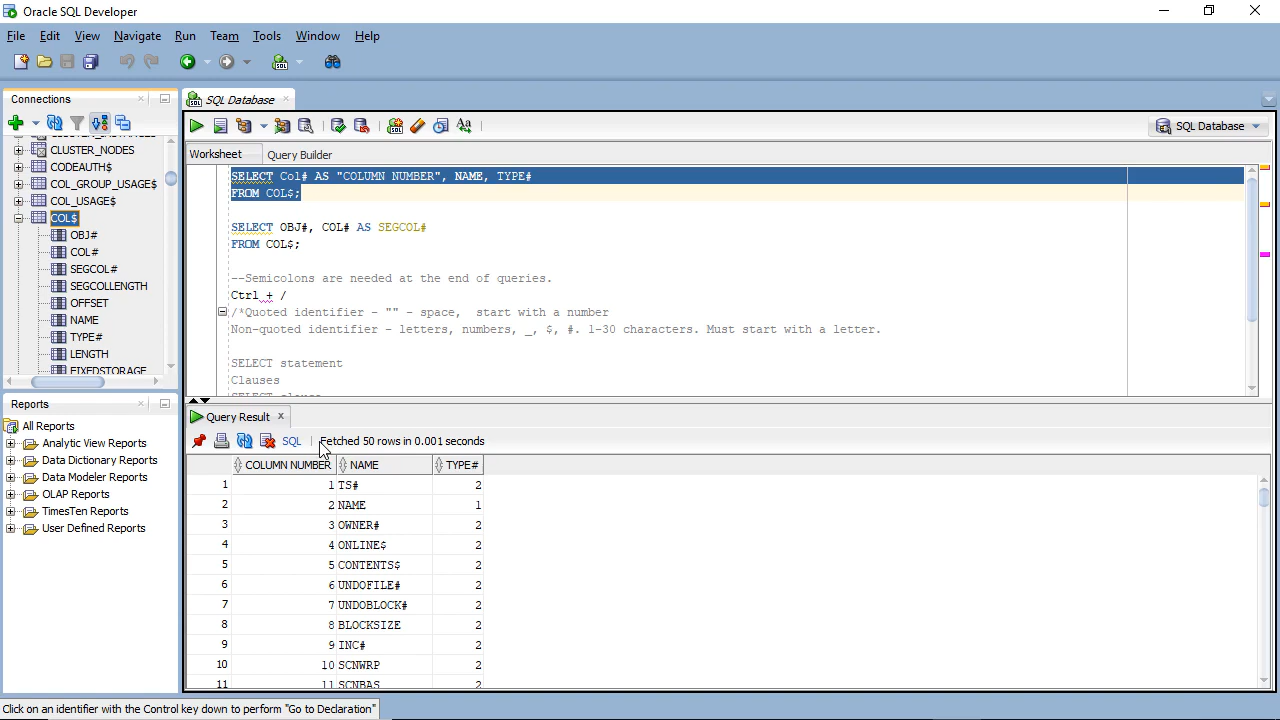 Oracle SQL Developer
File Edit View Navigate Run Team Tools Window Help
Connections
CLUSTER_NODES
CODEAUTH$
COL_GROUP_USAGE$
COL_USAGE$
COL$
OBJ#
COL#
SEGCOL#
SEGCOLLENGTH
OFFSET
NAME
TYPE#
LENGTH
FIXEDSTORAGE
Reports
All Reports
Analytic View Reports
Data Dictionary Reports
Data Modeler Reports
OLAP Reports
TimesTen Reports
User Defined Reports
SQL Database
SQL Database
Worksheet Query Builder
SELECT Col# AS "COLUMN NUMBER", NAME, TYPE#
FROM COL$;
SELECT OBJ#, COL# AS SEGCOL#
FROM COL$;
--Semicolons are needed at the end of queries.
Ctrl + /
/*Quoted identifier - "" - space, start with a number
Non-quoted identifier - letters, numbers, _, $, #. 1-30 characters. Must start with a letter.
SELECT statement
Clauses
Query Result
SQL | Fetched 50 rows in 0.001 seconds
COLUMN NUMBER NAME TYPE#
1 1 TS# 2
2 2 NAME 1
3 3 OWNER# 2
4 4 ONLINE$ 2
5 5 CONTENTS$ 2
6 6 UNDOFILE# 2
7 7 UNDOBLOCK# 2
8 8 BLOCKSIZE 2
9 9 INC# 2
10 10 SCNWRP 2
11 11 SCNBAS 2
Click on an identifier with the Control key down to perform "Go to Declaration"